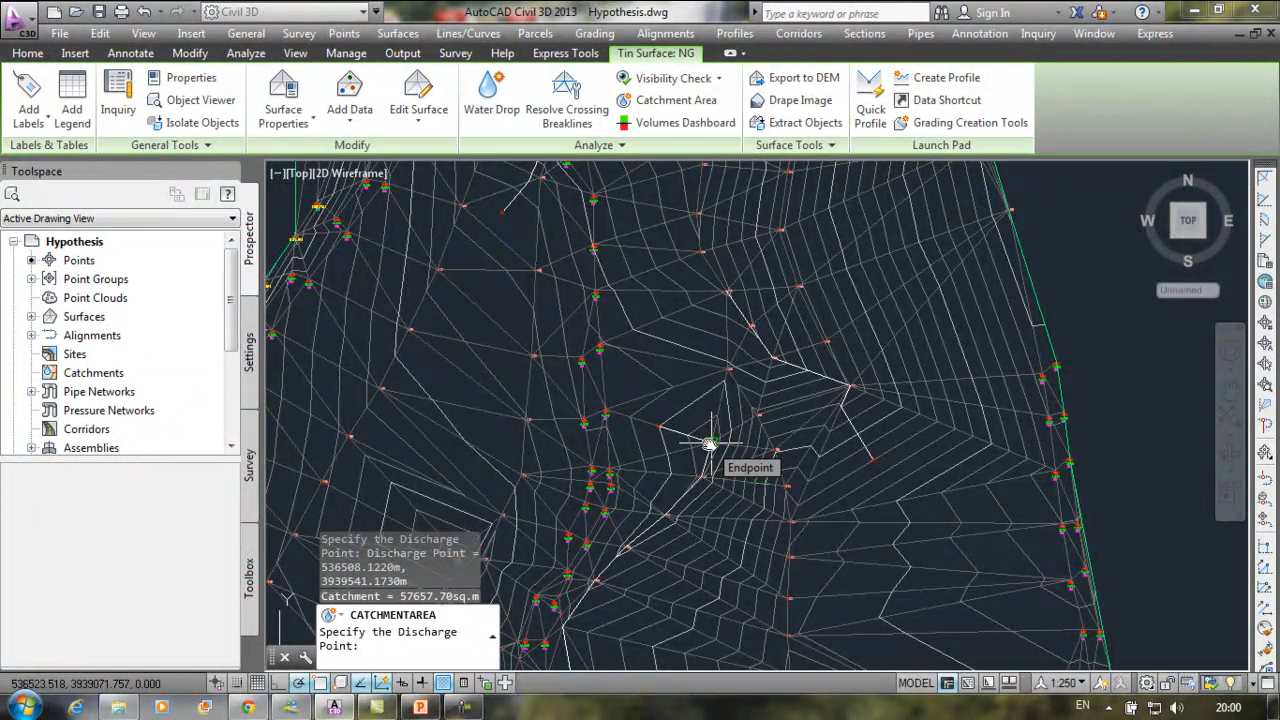 Civil 3D
AutoCAD Civil 3D 2013 Hypothesis.dwg
Type a keyword or phrase
Sign In
C3D
File Edit View Insert General Survey Points Surfaces Lines/Curves Parcels Grading Alignments Profiles Corridors Sections Pipes Annotation Inquiry Window Express
Home Insert Annotate Modify Analyze View Manage Output Survey Help Express Tools Tin Surface: NG
Add Labels
Add Legend
Inquiry
Properties
Object Viewer
Isolate Objects
Surface Properties
Add Data
Edit Surface
Water Drop
Resolve Crossing Breaklines
Visibility Check
Catchment Area
Volumes Dashboard
Export to DEM
Drape Image
Extract Objects
Quick Profile
Create Profile
Data Shortcut
Grading Creation Tools
Labels & Tables General Tools Modify Analyze Surface Tools Launch Pad
Toolspace
Active Drawing View
Hypothesis
Points
Point Groups
Point Clouds
Surfaces
Alignments
Sites
Catchments
Pipe Networks
Pressure Networks
Corridors
Assemblies
Prospector
Settings
Survey
Toolbox
[−][Top][2D Wireframe]
N
W TOP E
S
Unnamed
Endpoint
Specify the Discharge
Point: Discharge Point =
536508.1220m,
3939541.1730m
Catchment = 57657.70sq.m
CATCHMENTAREA
Specify the Discharge
Point:
Y
536523.518, 3939071.757, 0.000
MODEL
1:250
EN
20:00